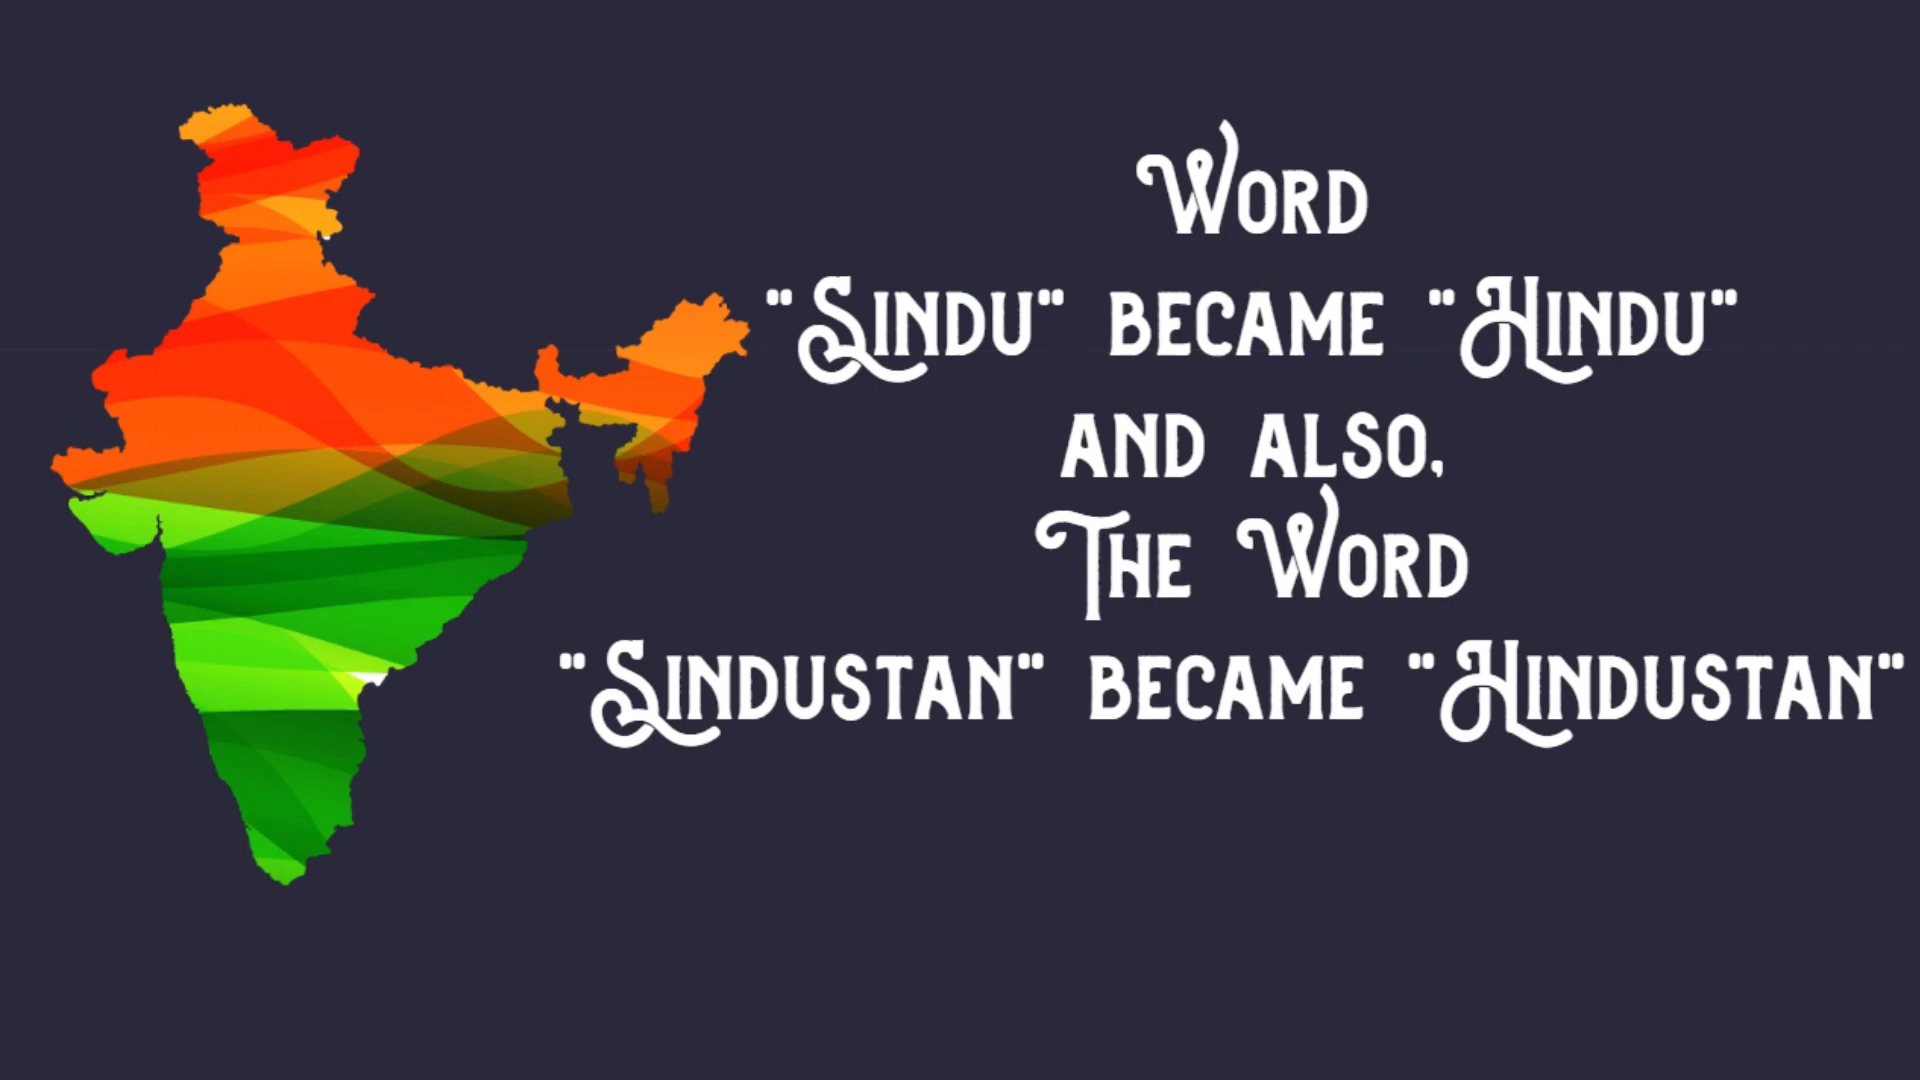 Word
"Sindu" became "Hindu"
and also,
The Word
"Sindustan" became "Hindustan"